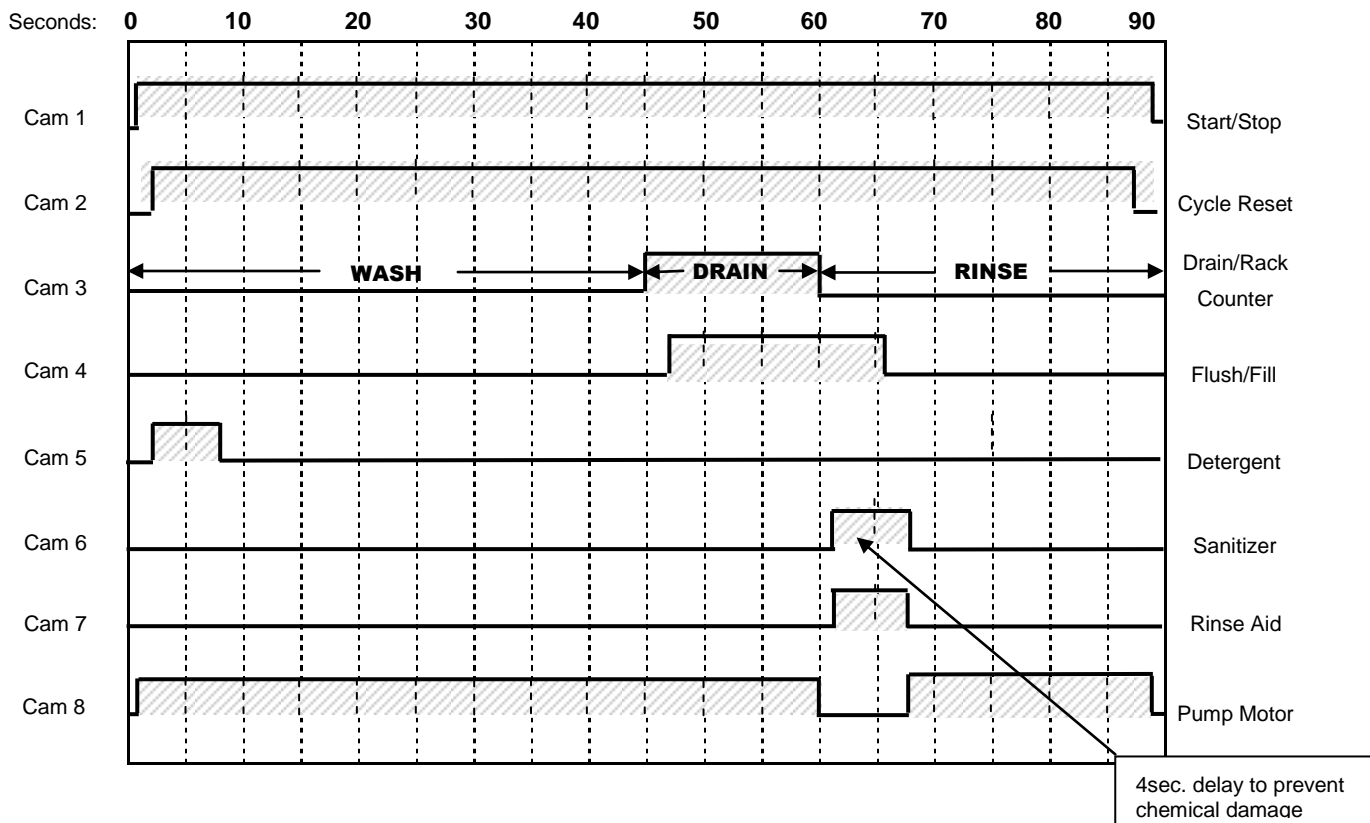 Seconds: 0 10 20 30 40 50 60 70 80 90
Cam 1 Start/Stop
Cam 2 Cycle Reset
WASH DRAIN RINSE Drain/Rack
Cam 3 Counter
Cam 4 Flush/Fill
Cam 5 Detergent
Cam 6 Sanitizer
Cam 7 Rinse Aid
Cam 8 Pump Motor
4sec. delay to prevent
chemical damage